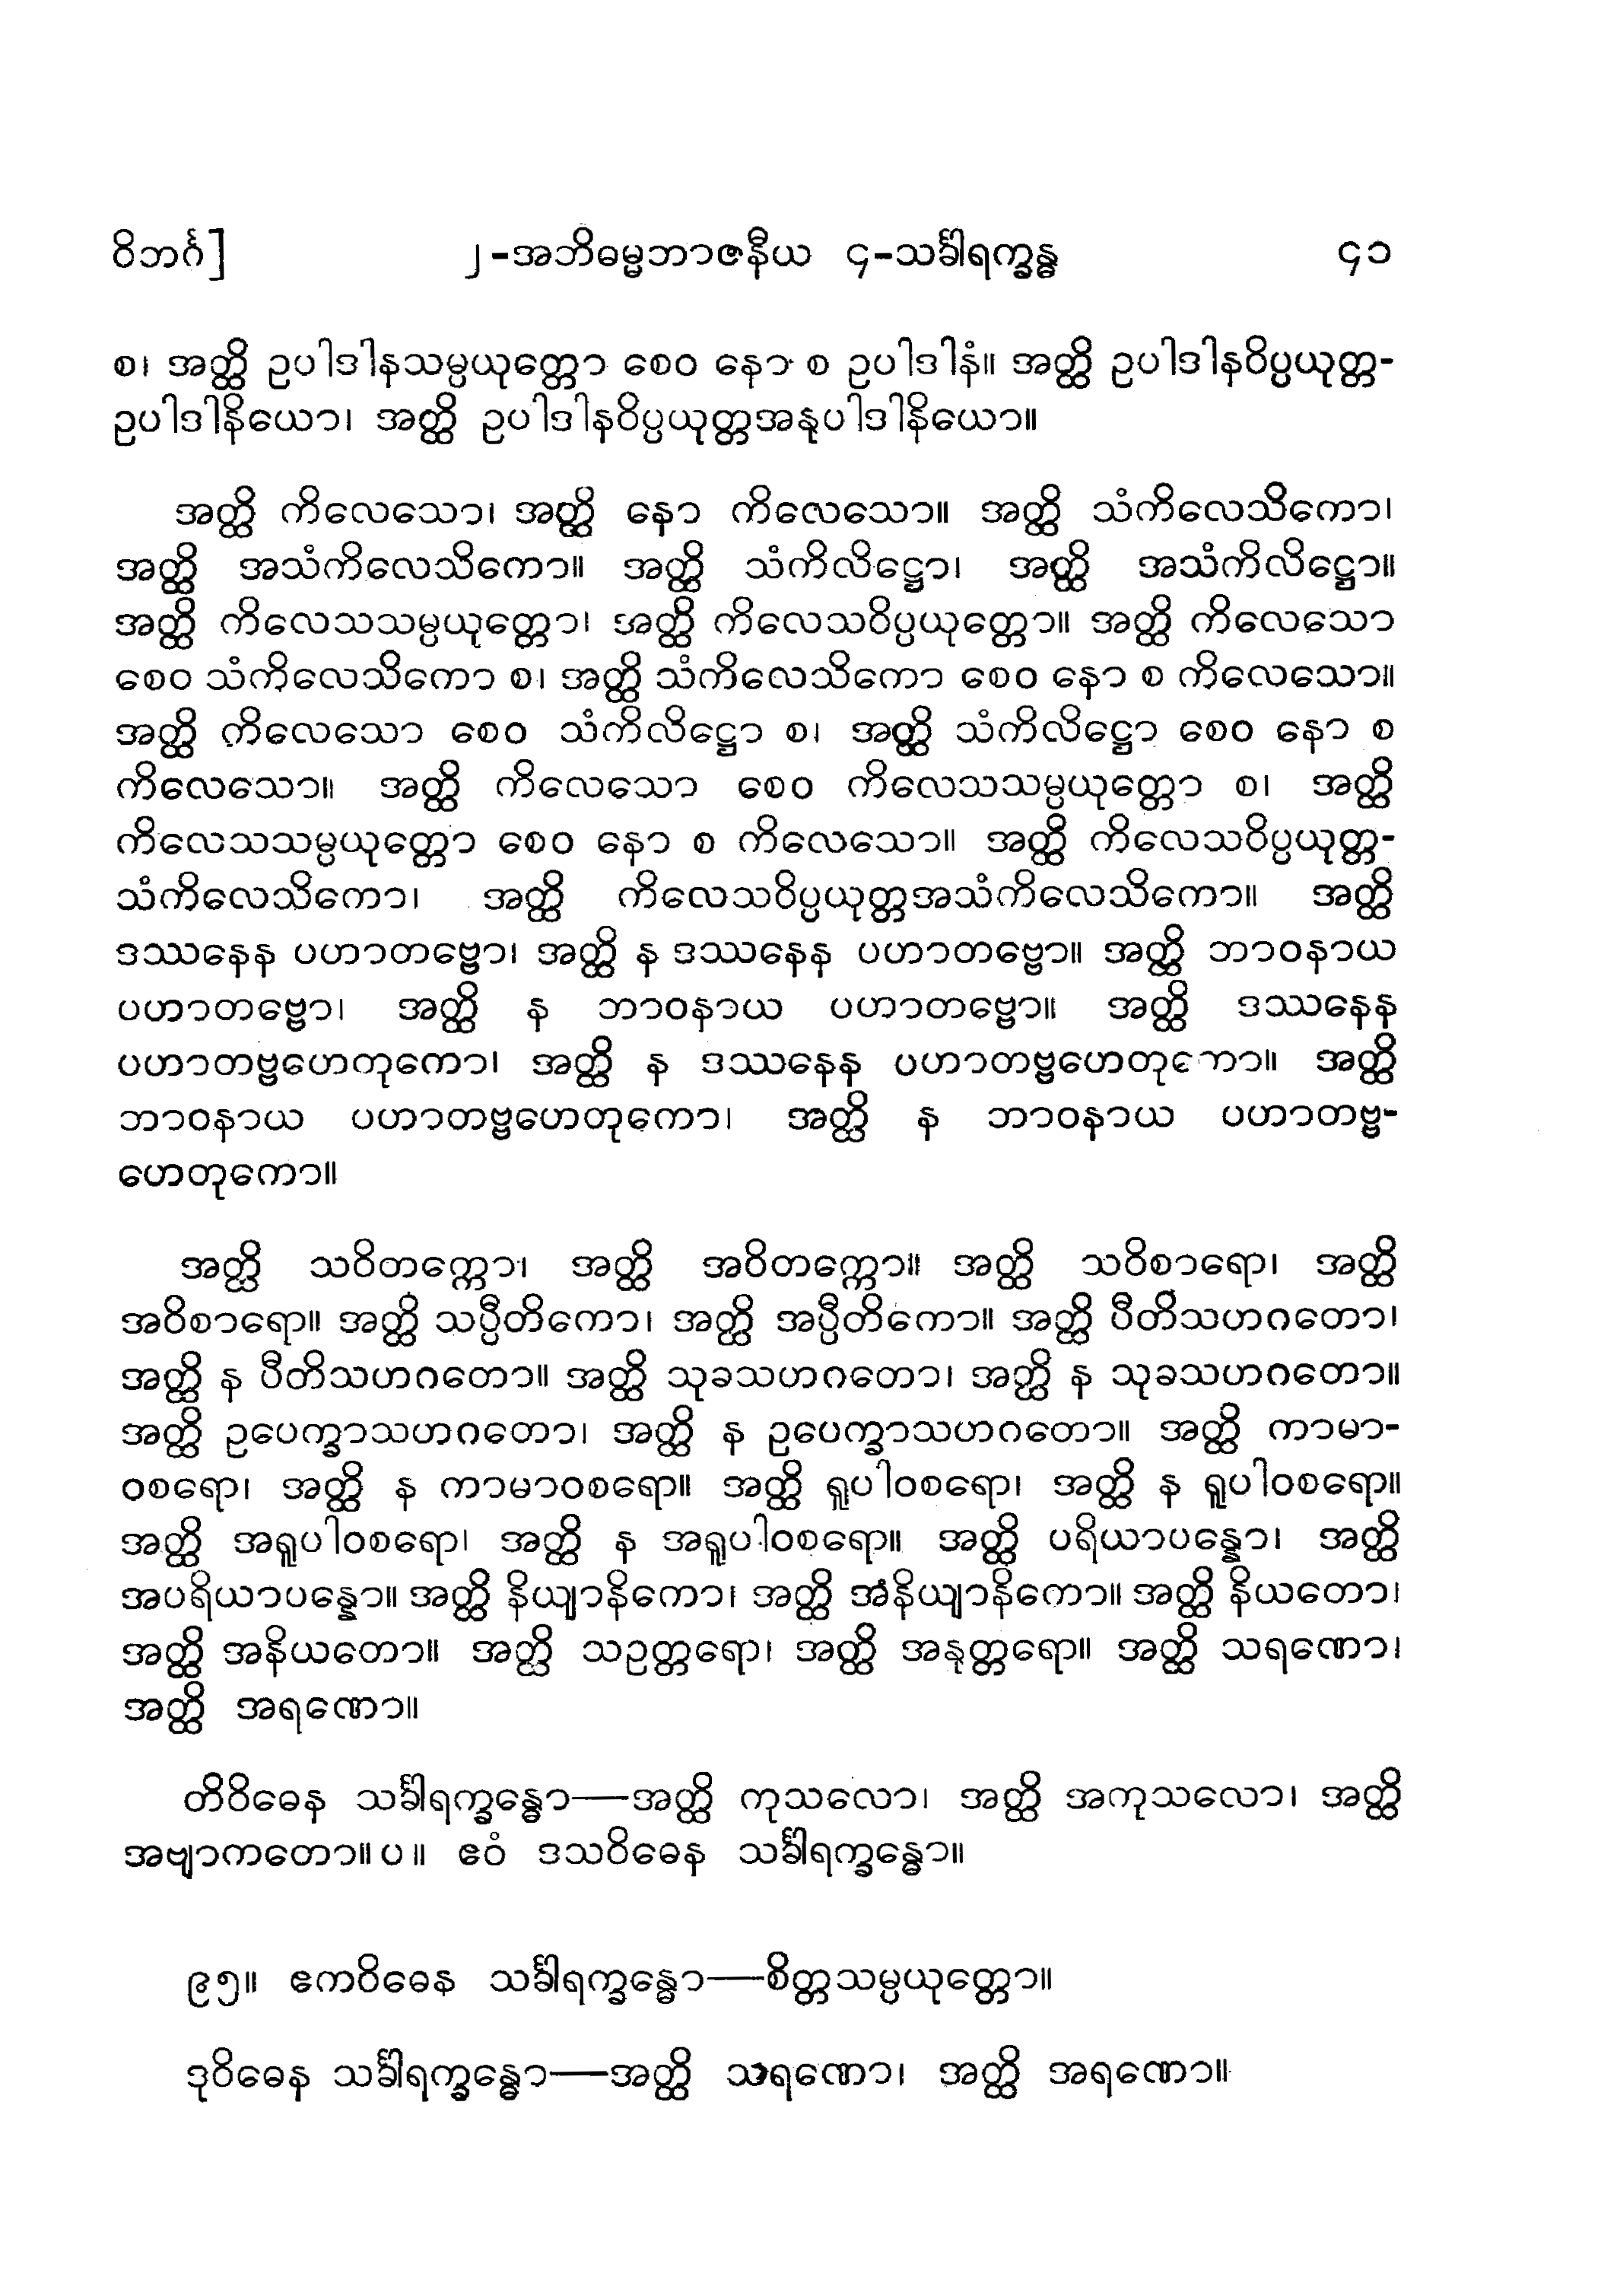 ဝိဘင်္ဂ] ၂-အဘိဓမ္မဘာဇနီယ ၄-သင်္ခါရက္ခန္ဓ ၄၁
စ၊ အတ္ထိ ဥပါဒါနသမ္ပယုတ္တော စေဝ နော စ ဥပါဒါနံ။ အတ္ထိ ဥပါဒါနဝိပ္ပယုတ္တ-
ဥပါဒါနိယော၊ အတ္ထိ ဥပါဒါနဝိပ္ပယုတ္တအနုပါဒါနိယော။
အတ္ထိ ကိလေသော၊ အတ္ထိ နော ကိလေသော။ အတ္ထိ သံကိလေသိကော၊
အတ္ထိ အသံကိလေသိကော။ အတ္ထိ သံကိလိဋ္ဌော၊ အတ္ထိ အသံကိလိဋ္ဌော။
အတ္ထိ ကိလေသသမ္ပယုတ္တော၊ အတ္ထိ ကိလေသဝိပ္ပယုတ္တော။ အတ္ထိ ကိလေသော
စေဝ သံကိလေသိကော စ၊ အတ္ထိ သံကိလေသိကော စေဝ နော စ ကိလေသော။
အတ္ထိ ကိလေသော စေဝ သံကိလိဋ္ဌော စ၊ အတ္ထိ သံကိလိဋ္ဌော စေဝ နော စ
ကိလေသော။ အတ္ထိ ကိလေသော စေဝ ကိလေသသမ္ပယုတ္တော စ၊ အတ္ထိ
ကိလေသသမ္ပယုတ္တော စေဝ နော စ ကိလေသော။ အတ္ထိ ကိလေသဝိပ္ပယုတ္တ-
သံကိလေသိကော၊ အတ္ထိ ကိလေသဝိပ္ပယုတ္တအသံကိလေသိကော။ အတ္ထိ
ဒဿနေန ပဟာတဗ္ဗော၊ အတ္ထိ န ဒဿနေန ပဟာတဗ္ဗော။ အတ္ထိ ဘာဝနာယ
ပဟာတဗ္ဗော၊ အတ္ထိ န ဘာဝနာယ ပဟာတဗ္ဗော။ အတ္ထိ ဒဿနေန
ပဟာတဗ္ဗဟေတုကော၊ အတ္ထိ န ဒဿနေန ပဟာတဗ္ဗဟေတုကော။ အတ္ထိ
ဘာဝနာယ ပဟာတဗ္ဗဟေတုကော၊ အတ္ထိ န ဘာဝနာယ ပဟာတဗ္ဗ-
ဟေတုကော။
အတ္ထိ သဝိတက္ကော၊ အတ္ထိ အဝိတက္ကော။ အတ္ထိ သဝိစာရော၊ အတ္ထိ
အဝိစာရော။ အတ္ထိ သပ္ပီတိကော၊ အတ္ထိ အပ္ပီတိကော။ အတ္ထိ ပီတိသဟဂတော၊
အတ္ထိ န ပီတိသဟဂတော။ အတ္ထိ သုခသဟဂတော၊ အတ္ထိ န သုခသဟဂတော။
အတ္ထိ ဥပေက္ခာသဟဂတော၊ အတ္ထိ န ဥပေက္ခာသဟဂတော။ အတ္ထိ ကာမာ-
ဝစရော၊ အတ္ထိ န ကာမာဝစရော။ အတ္ထိ ရူပါဝစရော၊ အတ္ထိ န ရူပါဝစရော။
အတ္ထိ အရူပါဝစရော၊ အတ္ထိ န အရူပါဝစရော။ အတ္ထိ ပရိယာပန္နော၊ အတ္ထိ
အပရိယာပန္နော။ အတ္ထိ နိယျာနိကော၊ အတ္ထိ အနိယျာနိကော။ အတ္ထိ နိယတော၊
အတ္ထိ အနိယတော။ အတ္ထိ သဥတ္တရော၊ အတ္ထိ အနုတ္တရော။ အတ္ထိ သရဏော၊
အတ္ထိ အရဏော။
တိဝိဓေန သင်္ခါရက္ခန္ဓော—အတ္ထိ ကုသလော၊ အတ္ထိ အကုသလော၊ အတ္ထိ
အဗျာကတော။ ပ ။ ဧဝံ ဒသဝိဓေန သင်္ခါရက္ခန္ဓော။
၉၅။ ဧကဝိဓေန သင်္ခါရက္ခန္ဓော—စိတ္တသမ္ပယုတ္တော။
ဒုဝိဓေန သင်္ခါရက္ခန္ဓော—အတ္ထိ သရဏော၊ အတ္ထိ အရဏော။